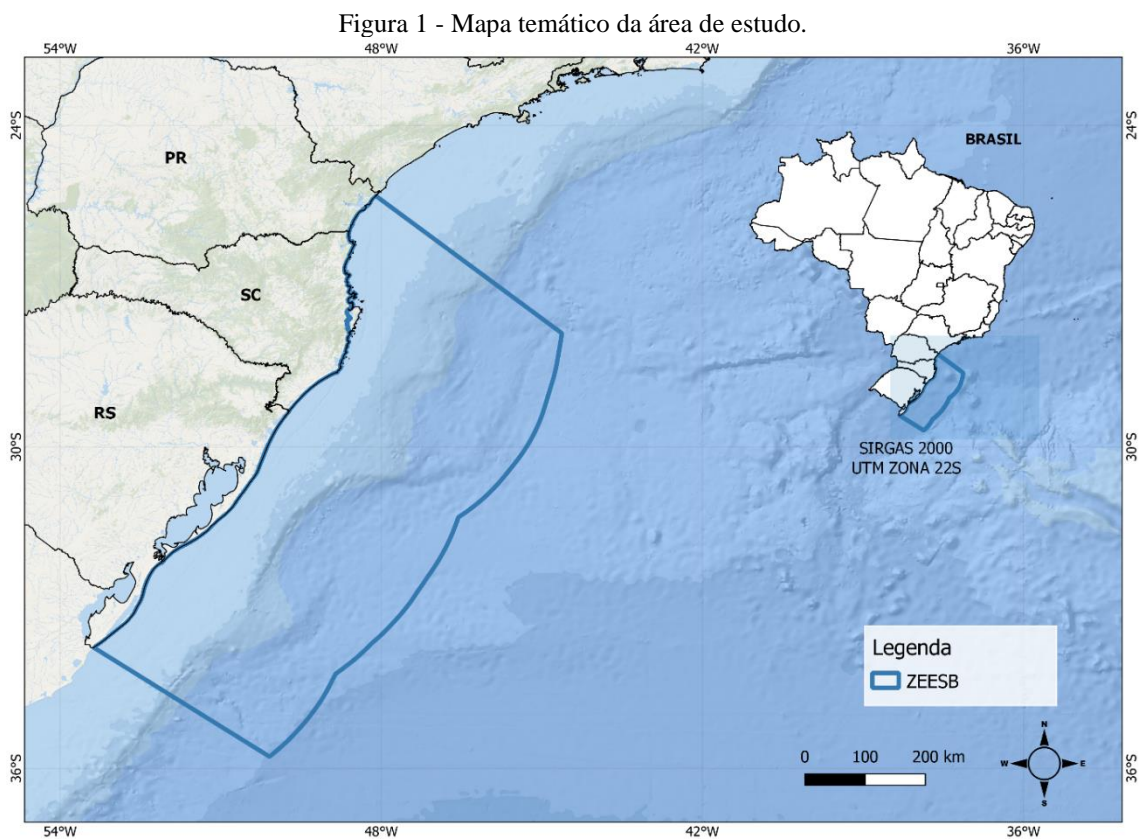 Figura 1 - Mapa temático da área de estudo.
54°W 48°W 42°W 36°W
24°S 24°S
BRASIL
PR
SC
RS
30°S 30°S
SIRGAS 2000
UTM ZONA 22S
Legenda
ZEESB
N
0 100 200 km
W E
S
36°S 36°S
54°W 48°W 42°W 36°W